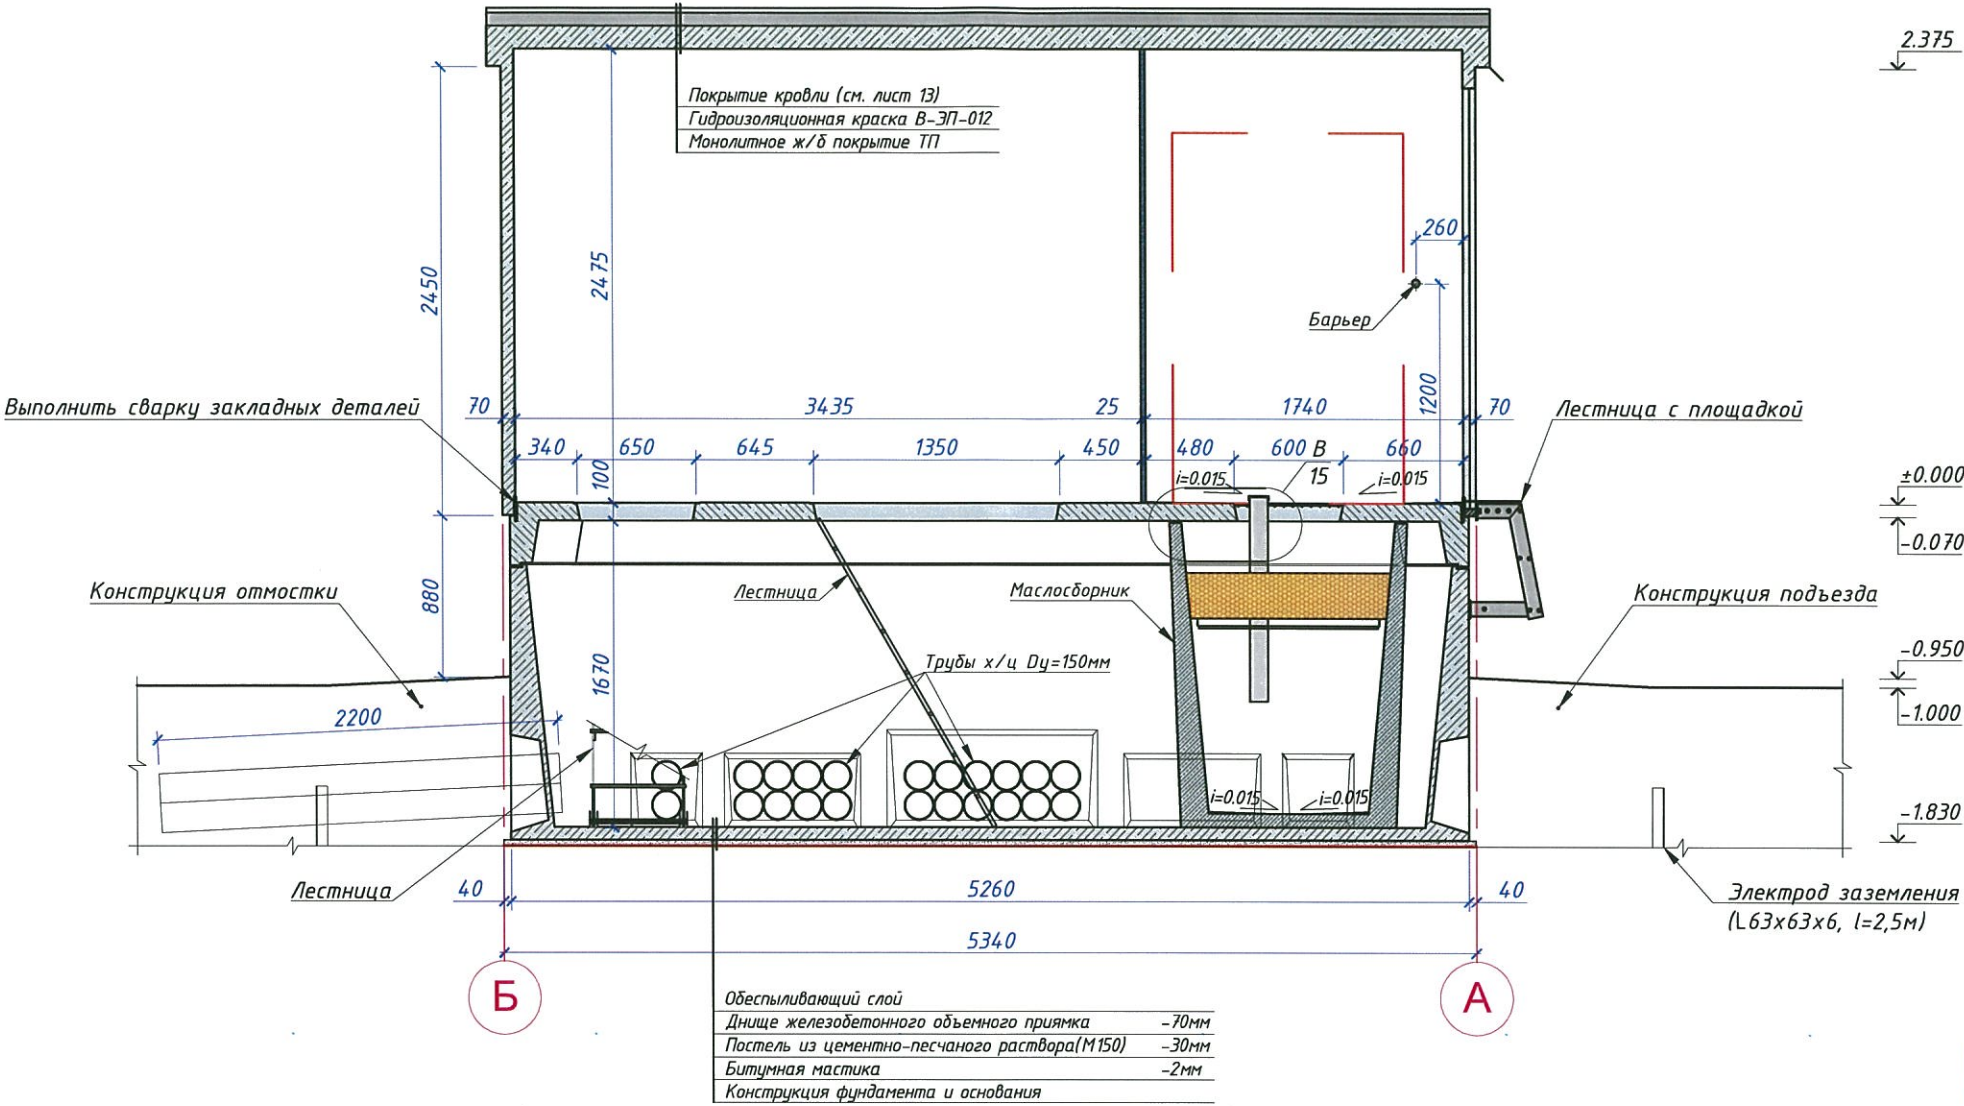 2.375
Покрытие кровли (см. лист 13)
Гидроизоляционная краска В-ЭП-012
Монолитное ж/б покрытие ТП
260
2450
2475
Барьер
1200
Выполнить сварку закладных деталей
70
3435
25
1740
70
Лестница с площадкой
340
650
645
1350
450
480
600
660
В
15
100
i=0.015
i=0.015
±0.000
-0.070
Конструкция отмостки
880
Лестница
Маслосборник
Конструкция подъезда
1670
Трубы х/ц Dу=150мм
-0.950
-1.000
2200
i=0.015
i=0.015
-1.830
Лестница
40
5260
40
Электрод заземления
(L63х63х6, l=2,5м)
5340
Б
А
Обеспыливающий слой
Днище железобетонного объемного приямка -70мм
Постель из цементно-песчаного раствора(М150) -30мм
Битумная мастика -2мм
Конструкция фундамента и основания